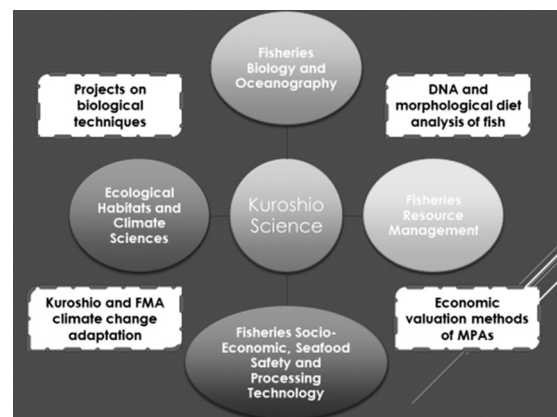 Fisheries
Biology and
Oceanography
Projects on
biological
techniques
DNA and
morphological diet
analysis of fish
Ecological
Habitats and
Climate
Sciences
Kuroshio
Science
Fisheries
Resource
Management
Kuroshio and FMA
climate change
adaptation
Fisheries Socio-
Economic, Seafood
Safety and
Processing
Technology
Economic
valuation methods
of MPAs